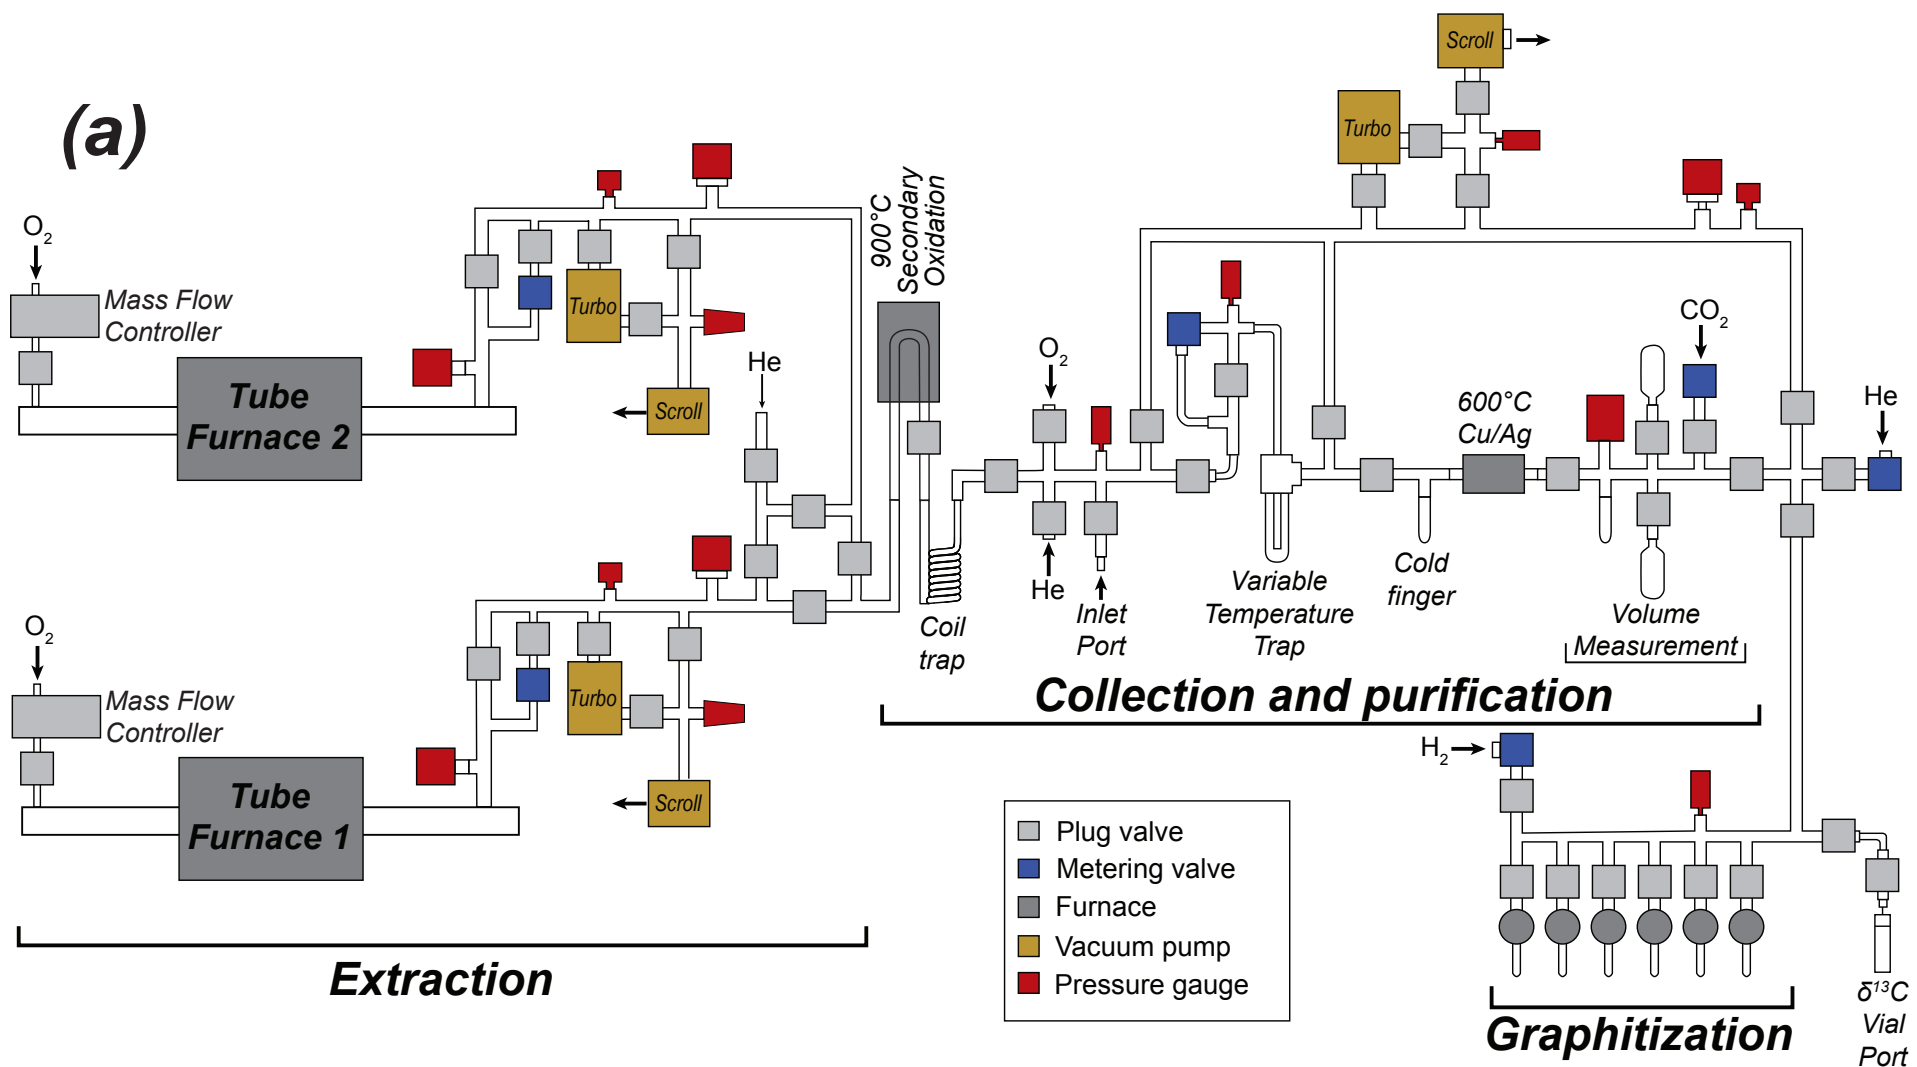 (a)
O2
Mass Flow
Controller
Tube
Furnace 2
Turbo
Scroll
He
900°C
Secondary
Oxidation
O2
Mass Flow
Controller
Tube
Furnace 1
Turbo
Scroll
Extraction
Coil
trap
Scroll
Turbo
O2
He
Inlet
Port
Variable
Temperature
Trap
Cold
finger
600°C
Cu/Ag
CO2
He
Volume
Measurement
Collection and purification
H2
Plug valve
Metering valve
Furnace
Vacuum pump
Pressure gauge
Graphitization
δ13C
Vial
Port